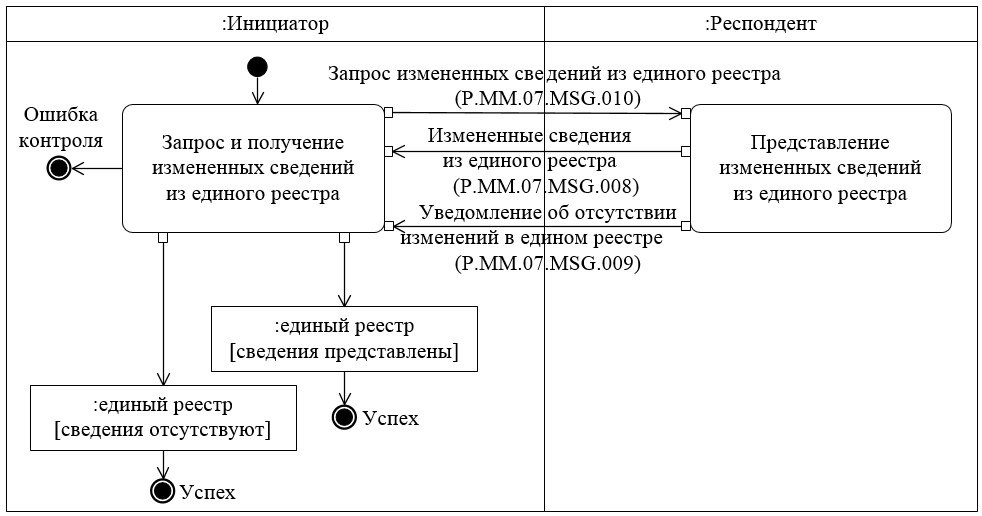 :Инициатор
:Респондент
Запрос измененных сведений из единого реестра
(P.MM.07.MSG.010)
Ошибка
контроля
Запрос и получение
измененных сведений
из единого реестра
Измененные сведения
из единого реестра
(P.MM.07.MSG.008)
Представление
измененных сведений
из единого реестра
Уведомление об отсутствии
изменений в едином реестре
(P.MM.07.MSG.009)
:единый реестр
[сведения представлены]
Успех
:единый реестр
[сведения отсутствуют]
Успех